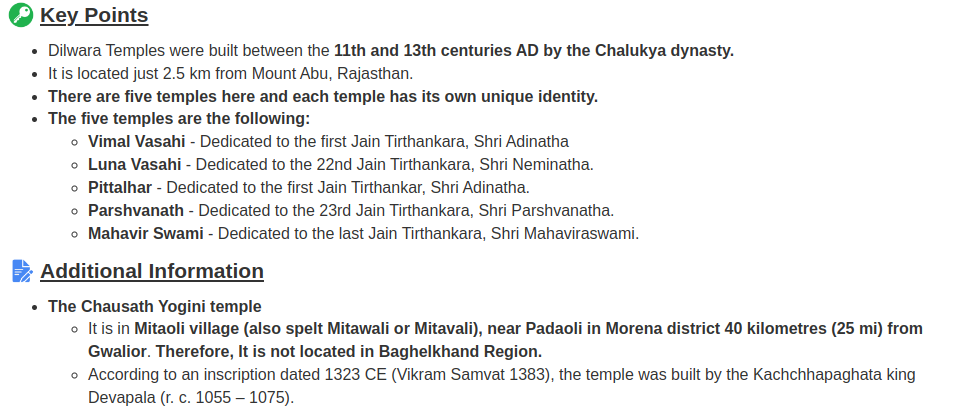 Key Points
Dilwara Temples were built between the 11th and 13th centuries AD by the Chalukya dynasty.
It is located just 2.5 km from Mount Abu, Rajasthan.
There are five temples here and each temple has its own unique identity.
The five temples are the following:
Vimal Vasahi - Dedicated to the first Jain Tirthankara, Shri Adinatha
Luna Vasahi - Dedicated to the 22nd Jain Tirthankara, Shri Neminatha.
Pittalhar - Dedicated to the first Jain Tirthankar, Shri Adinatha.
Parshvanath - Dedicated to the 23rd Jain Tirthankara, Shri Parshvanatha.
Mahavir Swami - Dedicated to the last Jain Tirthankara, Shri Mahaviraswami.
Additional Information
The Chausath Yogini temple
It is in Mitaoli village (also spelt Mitawali or Mitavali), near Padaoli in Morena district 40 kilometres (25 mi) from
Gwalior. Therefore, It is not located in Baghelkhand Region.
According to an inscription dated 1323 CE (Vikram Samvat 1383), the temple was built by the Kachchhapaghata king
Devapala (r. c. 1055 – 1075).